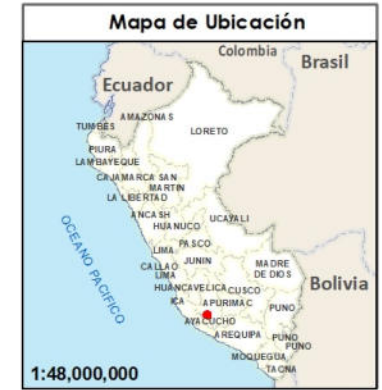 Mapa de Ubicación
Colombia
Brasil
Ecuador
AMAZONAS
TUMBES
LORETO
PIURA
LAMBAYEQUE
CAJAMARCA SAN
MARTIN
LA LIBERTAD
ANCASH
UCAYALI
HUANUCO
PASCO
LIMA
JUNIN
MADRE
DE DIOS
CALLAO
LIMA
HUANCAVELICA CUSCO
Bolivia
ICA
APURIMAC
PUNO
AYACUCHO
AREQUIPA
PUNO
PUNO
MOQUEGUA
TACNA
OCEANO PACIFICO
1:48,000,000